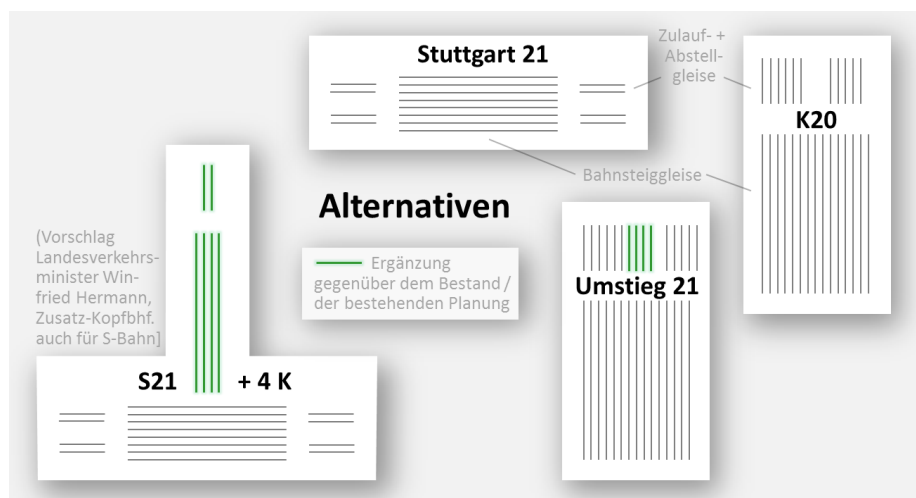 Stuttgart 21
Zulauf- +
Abstell-
gleise
K20
Bahnsteiggleise
Alternativen
Ergänzung
gegenüber dem Bestand /
der bestehenden Planung
Umstieg 21
(Vorschlag
Landesverkehrs-
minister Win-
fried Hermann,
Zusatz-Kopfbhf.
auch für S-Bahn]
S21 + 4 K